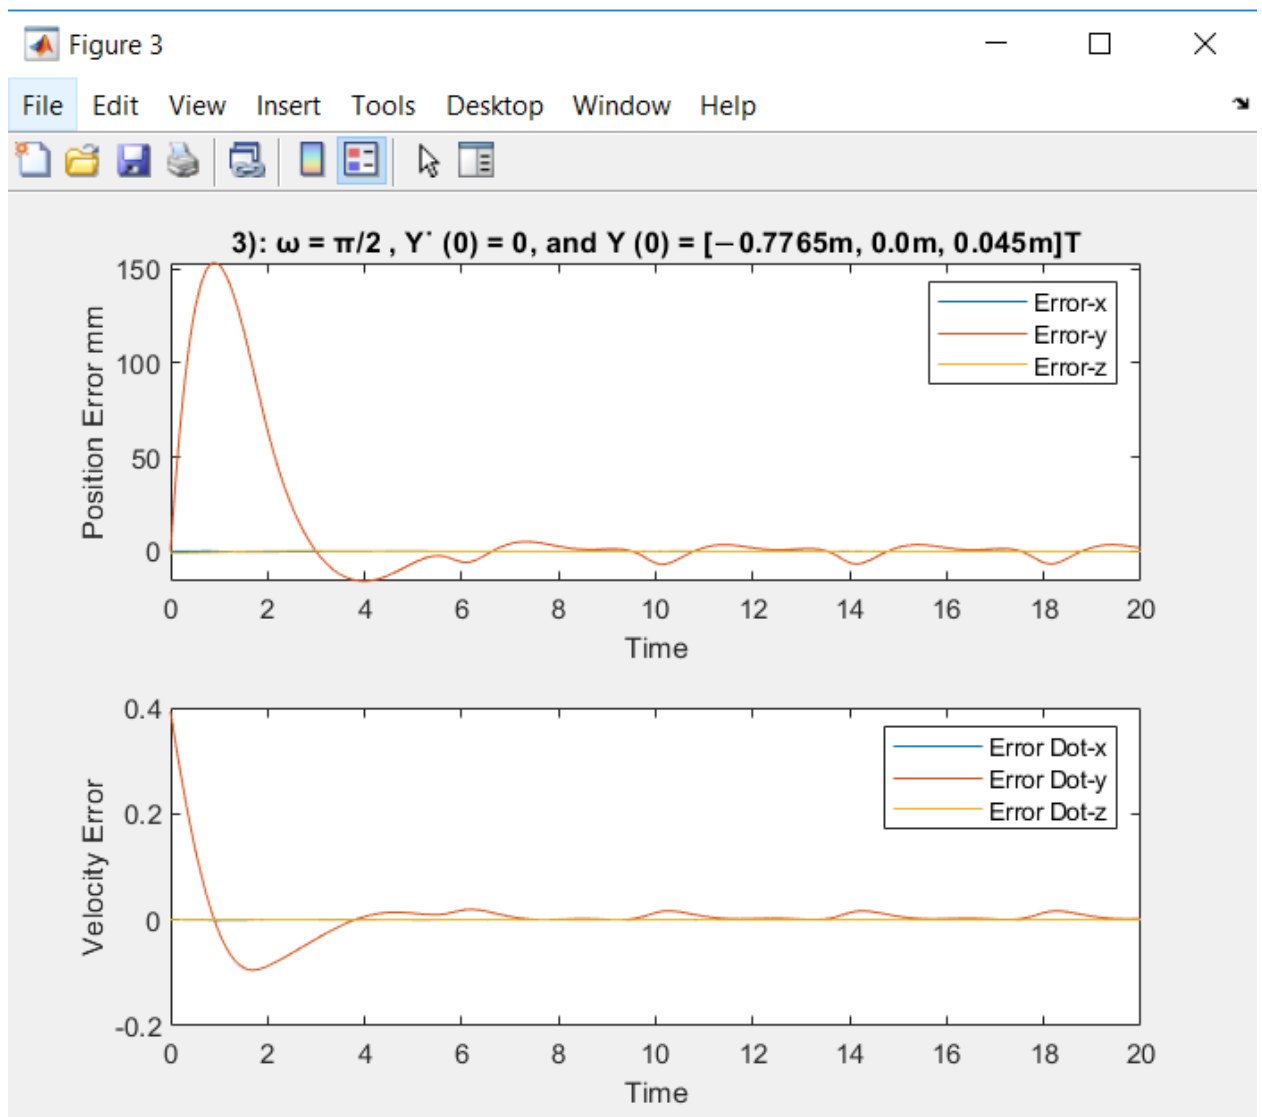 Figure 3
File Edit View Insert Tools Desktop Window Help
3): ω = π/2 , Y˙ (0) = 0, and Y (0) = [−0.7765m, 0.0m, 0.045m]T
150
100
50
0
Position Error mm
Error-x
Error-y
Error-z
0 2 4 6 8 10 12 14 16 18 20
Time
0.4
0.2
0
-0.2
Velocity Error
Error Dot-x
Error Dot-y
Error Dot-z
0 2 4 6 8 10 12 14 16 18 20
Time